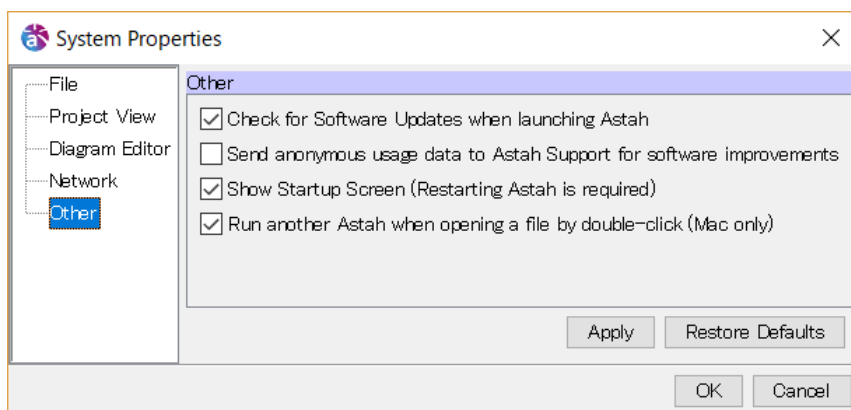 System Properties
File
Project View
Diagram Editor
Network
Other
Other
Check for Software Updates when launching Astah
Send anonymous usage data to Astah Support for software improvements
Show Startup Screen (Restarting Astah is required)
Run another Astah when opening a file by double-click (Mac only)
Apply
Restore Defaults
OK
Cancel